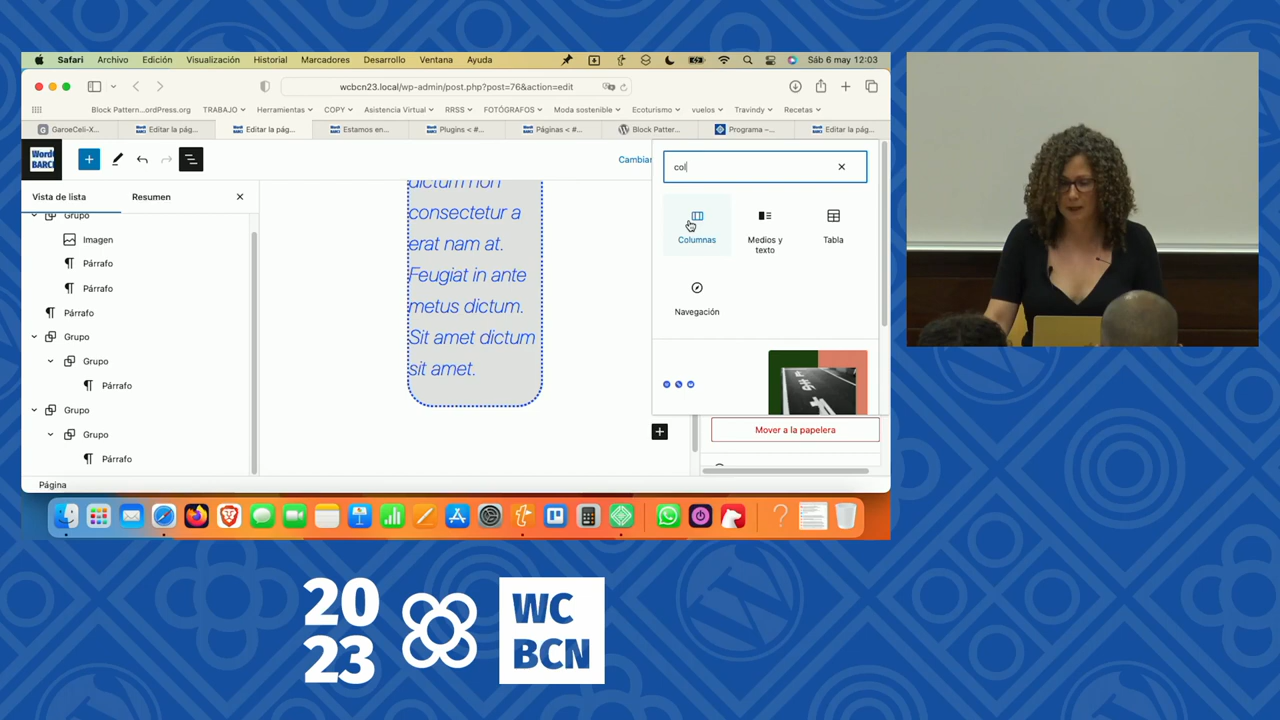 Safari Archivo Edición Visualización Historial Marcadores Desarrollo Ventana Ayuda Sáb 6 may 12:03
wcbcn23.local/wp-admin/post.php?post=76&action=edit
Block Pattern...ordPress.org TRABAJO Herramientas COPY Asistencia Virtual RRSS FOTÓGRAFOS Moda sostenible Ecoturismo vuelos Travindy Recetas
GaroeCeli-X... Editar la pág... Editar la pág... Estamos en... Plugins < #... Páginas < #... Block Patter... Programa –... Editar la pág...
Cambiar
col
Vista de lista Resumen
Grupo
Imagen
Párrafo
Párrafo
Párrafo
Grupo
Grupo
Párrafo
Grupo
Grupo
Párrafo
dictum non
consectetur a
erat nam at.
Feugiat in ante
metus dictum.
Sit amet dictum
sit amet.
Columnas
Medios y
texto
Tabla
Navegación
Mover a la papelera
Página
20
23
WC
BCN